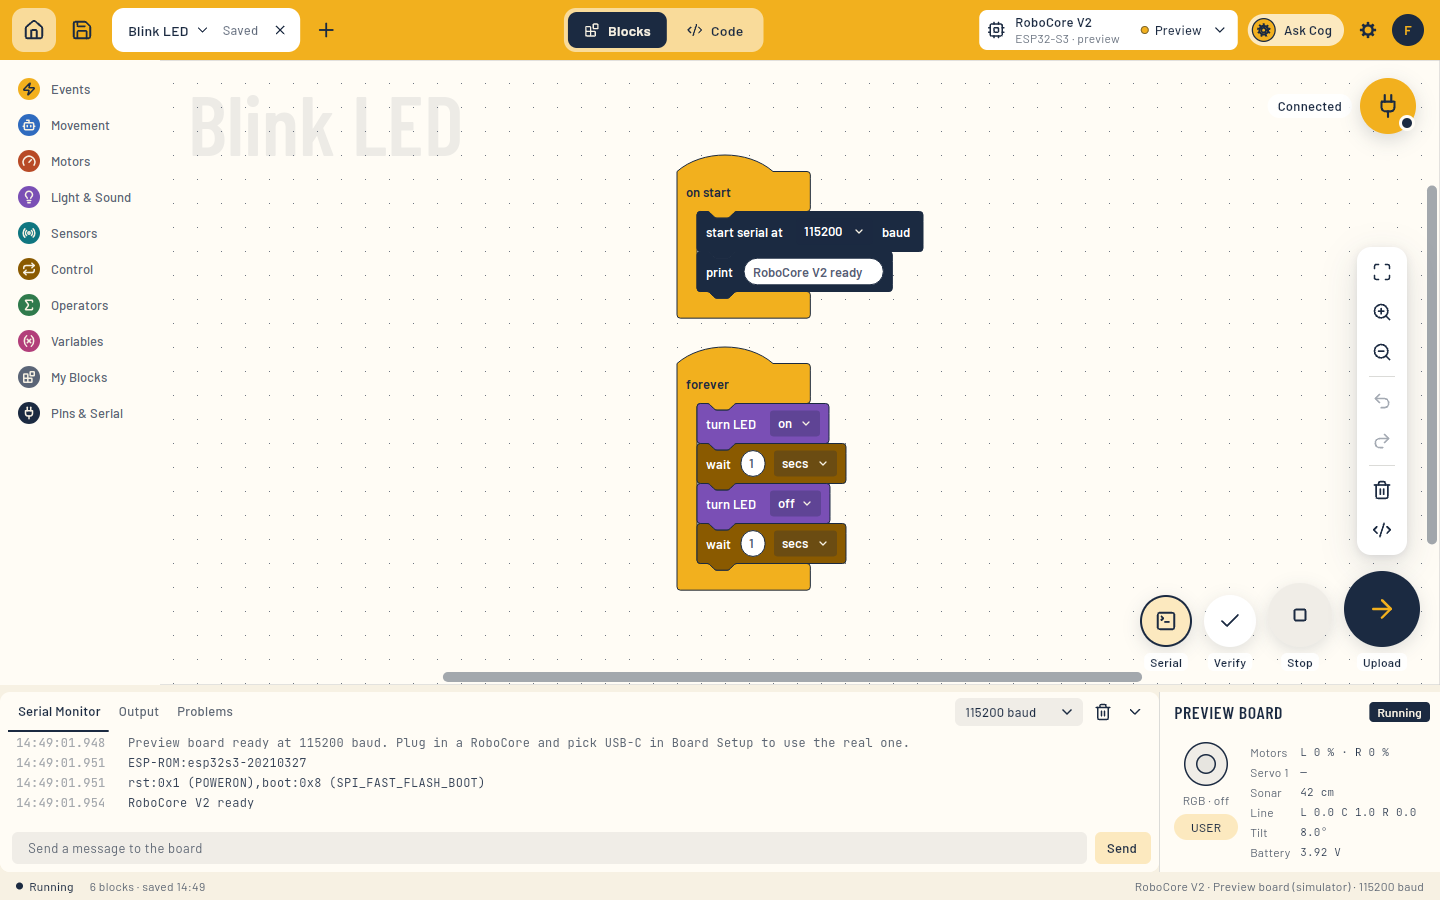 Blink LED Saved
Blocks
Code
RoboCore V2
ESP32-S3 · preview
Preview
Ask Cog
F
Events
Movement
Motors
Light & Sound
Sensors
Control
Operators
Variables
My Blocks
Pins & Serial
Blink LED
Connected
on start
start serial at 115200 baud
print RoboCore V2 ready
forever
turn LED on
wait 1 secs
turn LED off
wait 1 secs
Serial
Verify
Stop
Upload
Serial Monitor Output Problems
115200 baud
14:49:01.948 Preview board ready at 115200 baud. Plug in a RoboCore and pick USB-C in Board Setup to use the real one.
14:49:01.951 ESP-ROM:esp32s3-20210327
14:49:01.951 rst:0x1 (POWERON),boot:0x8 (SPI_FAST_FLASH_BOOT)
14:49:01.954 RoboCore V2 ready
Send a message to the board
Send
PREVIEW BOARD
Running
RGB · off
USER
Motors L 0 % · R 0 %
Servo 1 —
Sonar 42 cm
Line L 0.0 C 1.0 R 0.0
Tilt 8.0°
Battery 3.92 V
Running 6 blocks · saved 14:49
RoboCore V2 · Preview board (simulator) · 115200 baud